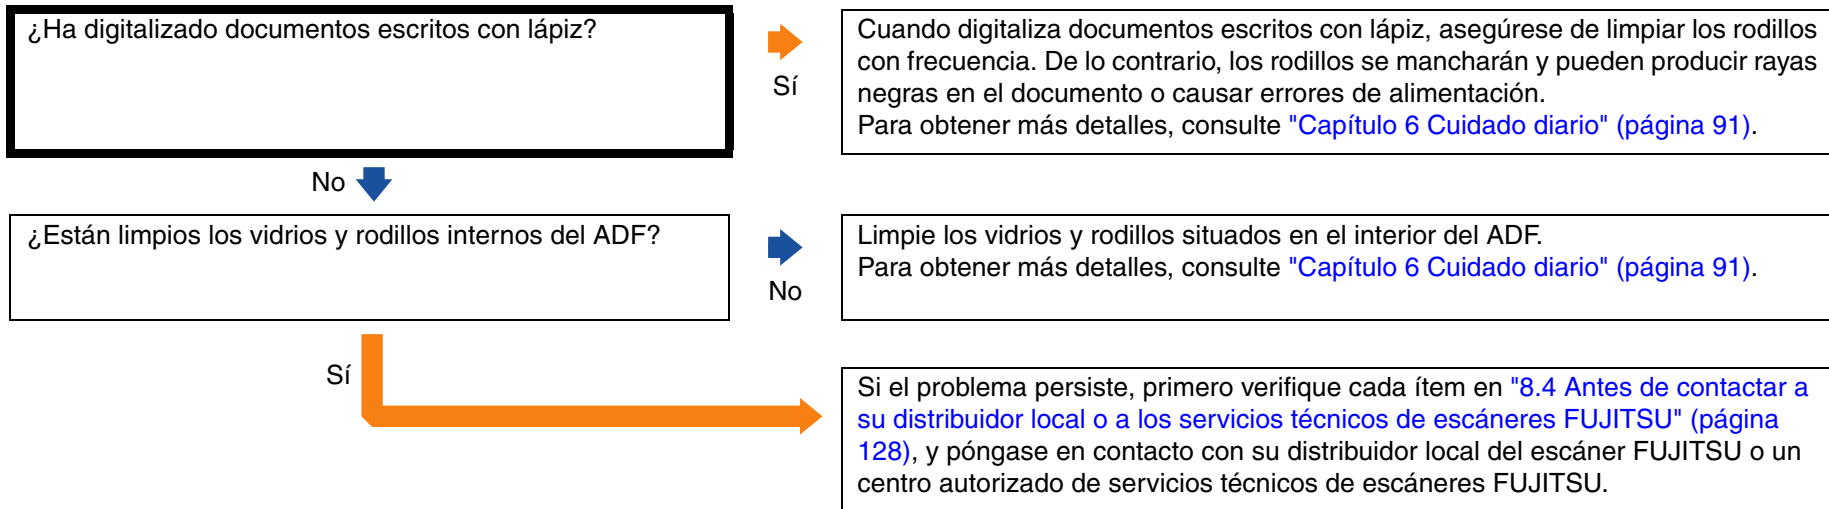 ¿Ha digitalizado documentos escritos con lápiz?
Sí
Cuando digitaliza documentos escritos con lápiz, asegúrese de limpiar los rodillos
con frecuencia. De lo contrario, los rodillos se mancharán y pueden producir rayas
negras en el documento o causar errores de alimentación.
Para obtener más detalles, consulte "Capítulo 6 Cuidado diario" (página 91).
No
¿Están limpios los vidrios y rodillos internos del ADF?
No
Limpie los vidrios y rodillos situados en el interior del ADF.
Para obtener más detalles, consulte "Capítulo 6 Cuidado diario" (página 91).
Sí
Si el problema persiste, primero verifique cada ítem en "8.4 Antes de contactar a
su distribuidor local o a los servicios técnicos de escáneres FUJITSU" (página
128), y póngase en contacto con su distribuidor local del escáner FUJITSU o un
centro autorizado de servicios técnicos de escáneres FUJITSU.